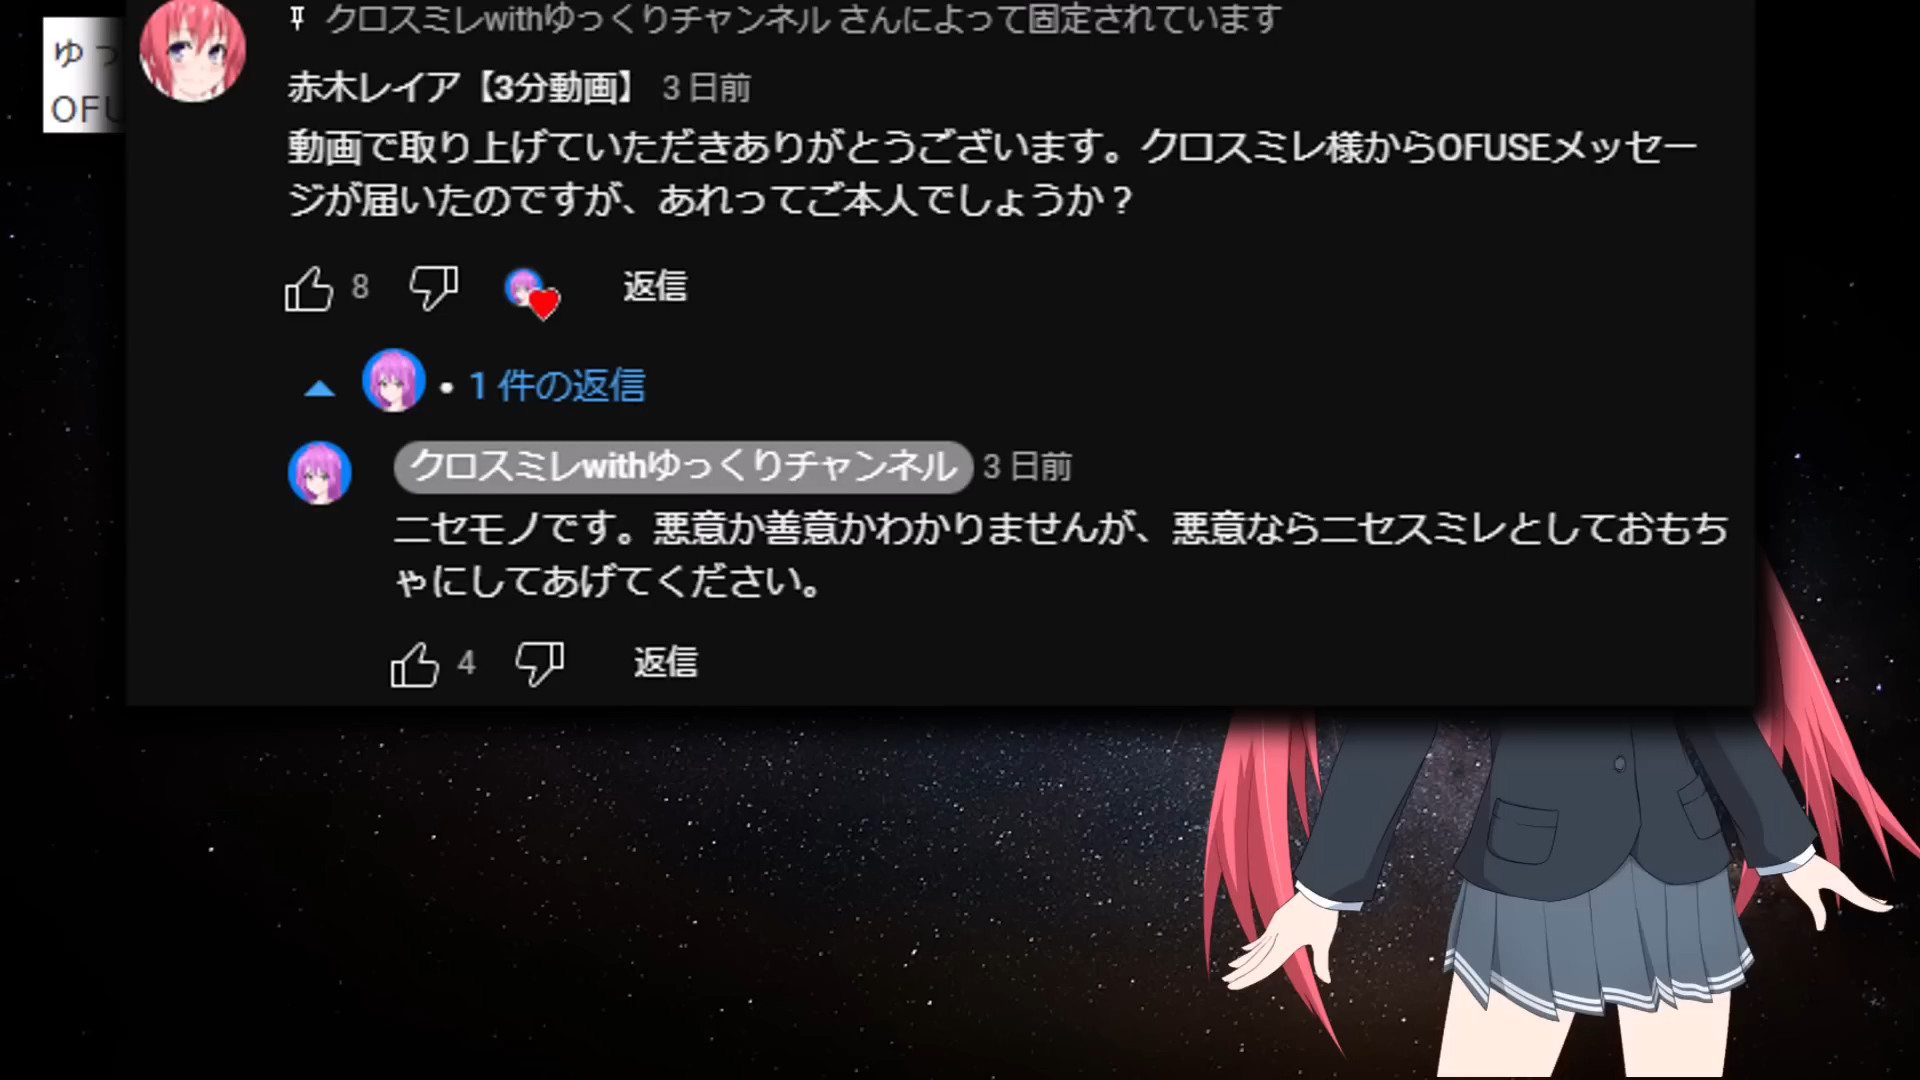 ゆっ
OFU
クロスミレwithゆっくりチャンネル さんによって固定されています
赤木レイア【3分動画】 3 日前
動画で取り上げていただきありがとうございます。クロスミレ様からOFUSEメッセー
ジが届いたのですが、あれってご本人でしょうか？
8 返信
• 1 件の返信
クロスミレwithゆっくりチャンネル 3 日前
ニセモノです。悪意か善意かわかりませんが、悪意ならニセスミレとしておもち
ゃにしてあげてください。
4 返信